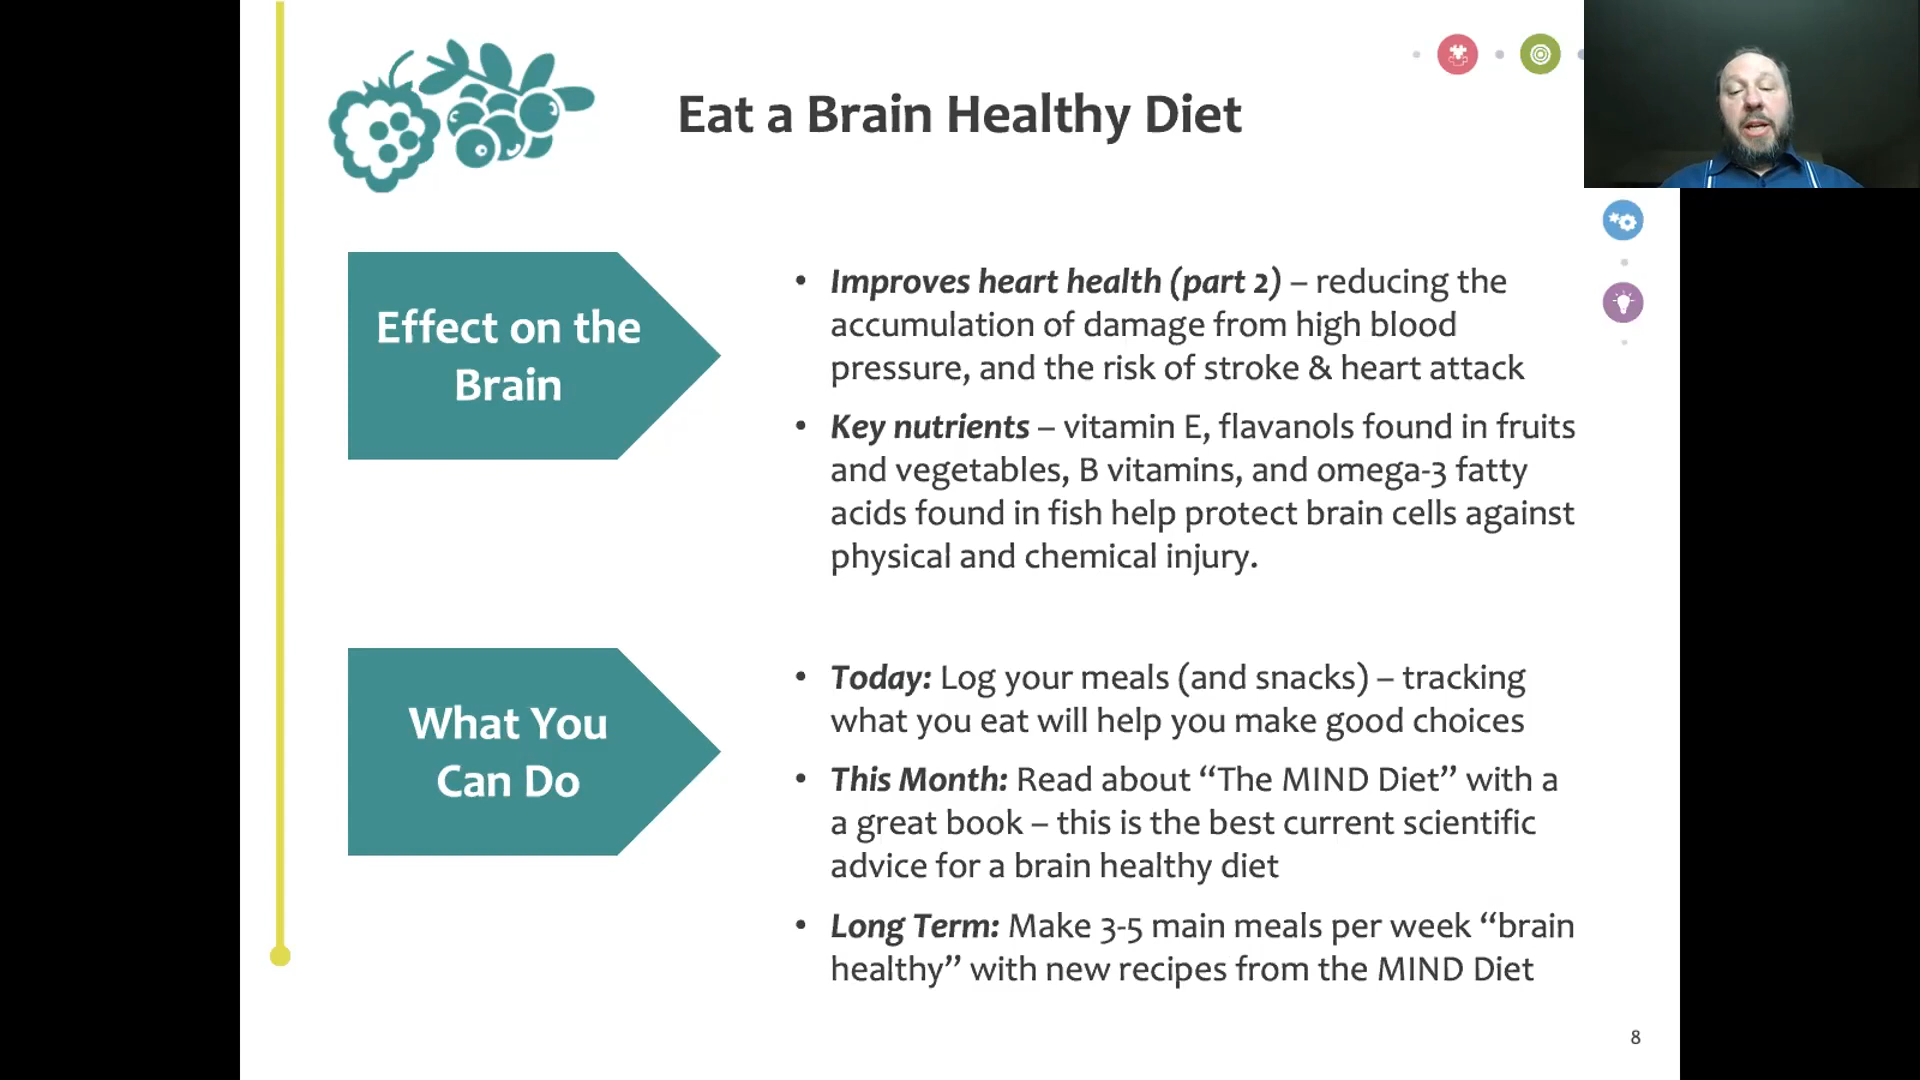 Eat a Brain Healthy Diet
Effect on the
Brain
• Improves heart health (part 2) – reducing the
accumulation of damage from high blood
pressure, and the risk of stroke & heart attack
• Key nutrients – vitamin E, flavanols found in fruits
and vegetables, B vitamins, and omega-3 fatty
acids found in fish help protect brain cells against
physical and chemical injury.
What You
Can Do
• Today: Log your meals (and snacks) – tracking
what you eat will help you make good choices
• This Month: Read about “The MIND Diet” with a
a great book – this is the best current scientific
advice for a brain healthy diet
• Long Term: Make 3-5 main meals per week “brain
healthy” with new recipes from the MIND Diet
8